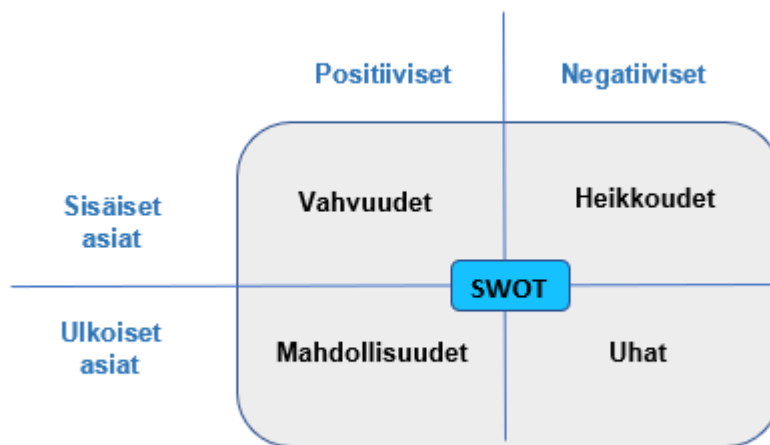 Positiiviset
Negatiiviset
Sisäiset
asiat
Vahvuudet
Heikkoudet
SWOT
Ulkoiset
asiat
Mahdollisuudet
Uhat